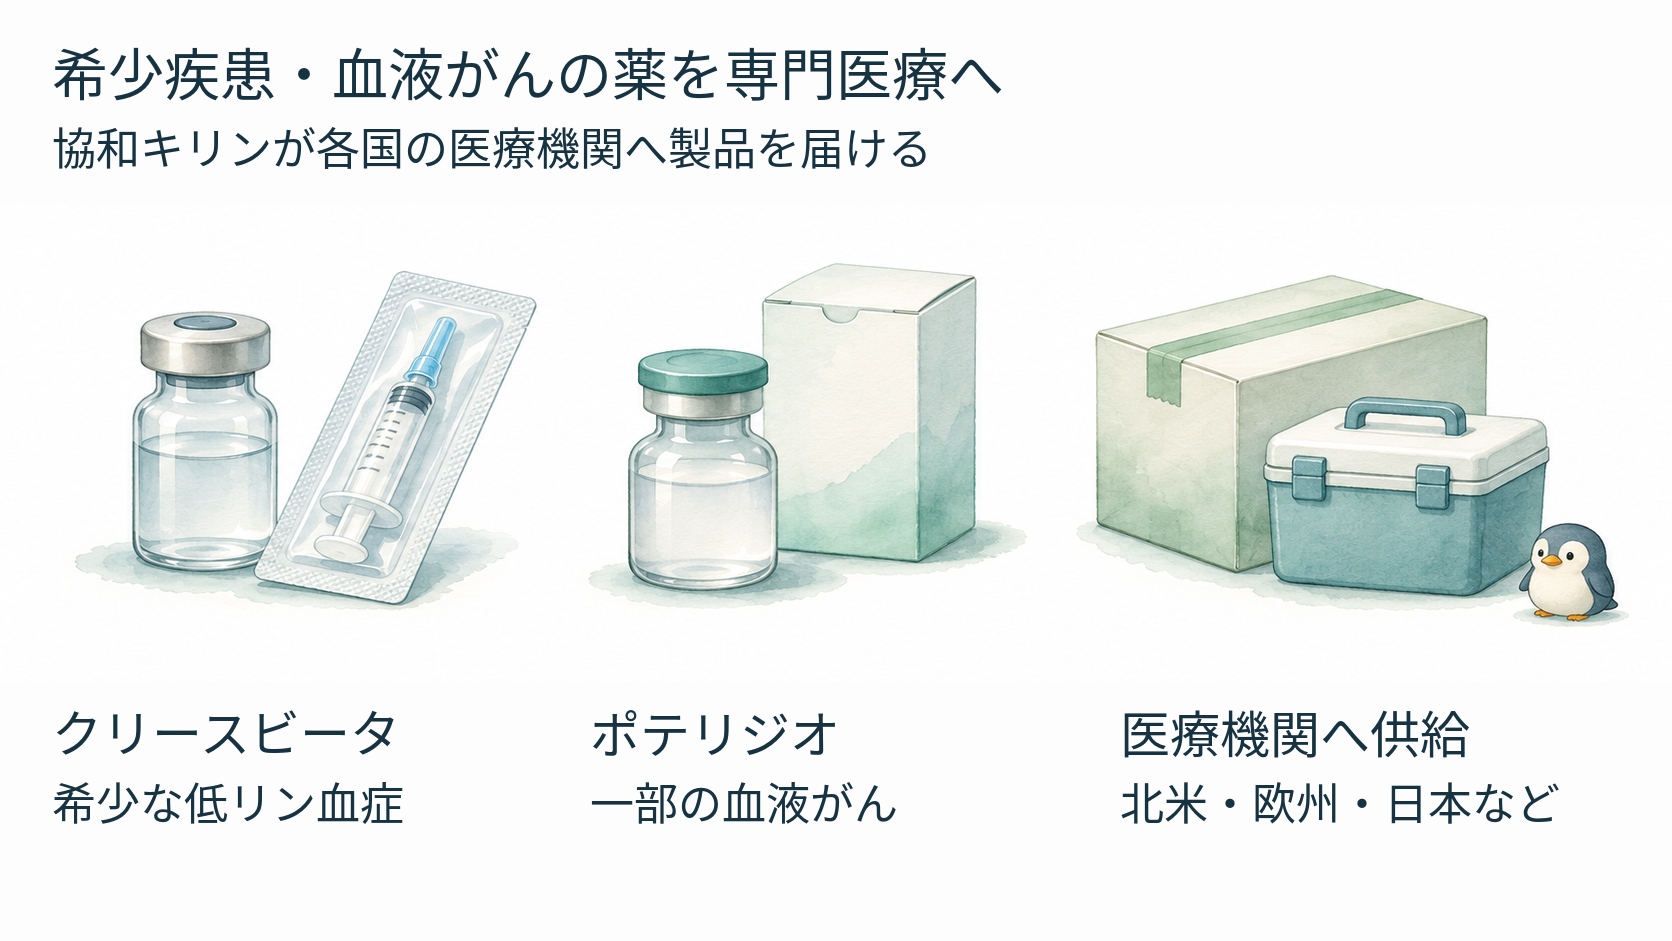 希少疾患・血液がんの薬を専門医療へ
協和キリンが各国の医療機関へ製品を届ける
クリースビータ
希少な低リン血症
ポテリジオ
一部の血液がん
医療機関へ供給
北米・欧州・日本など